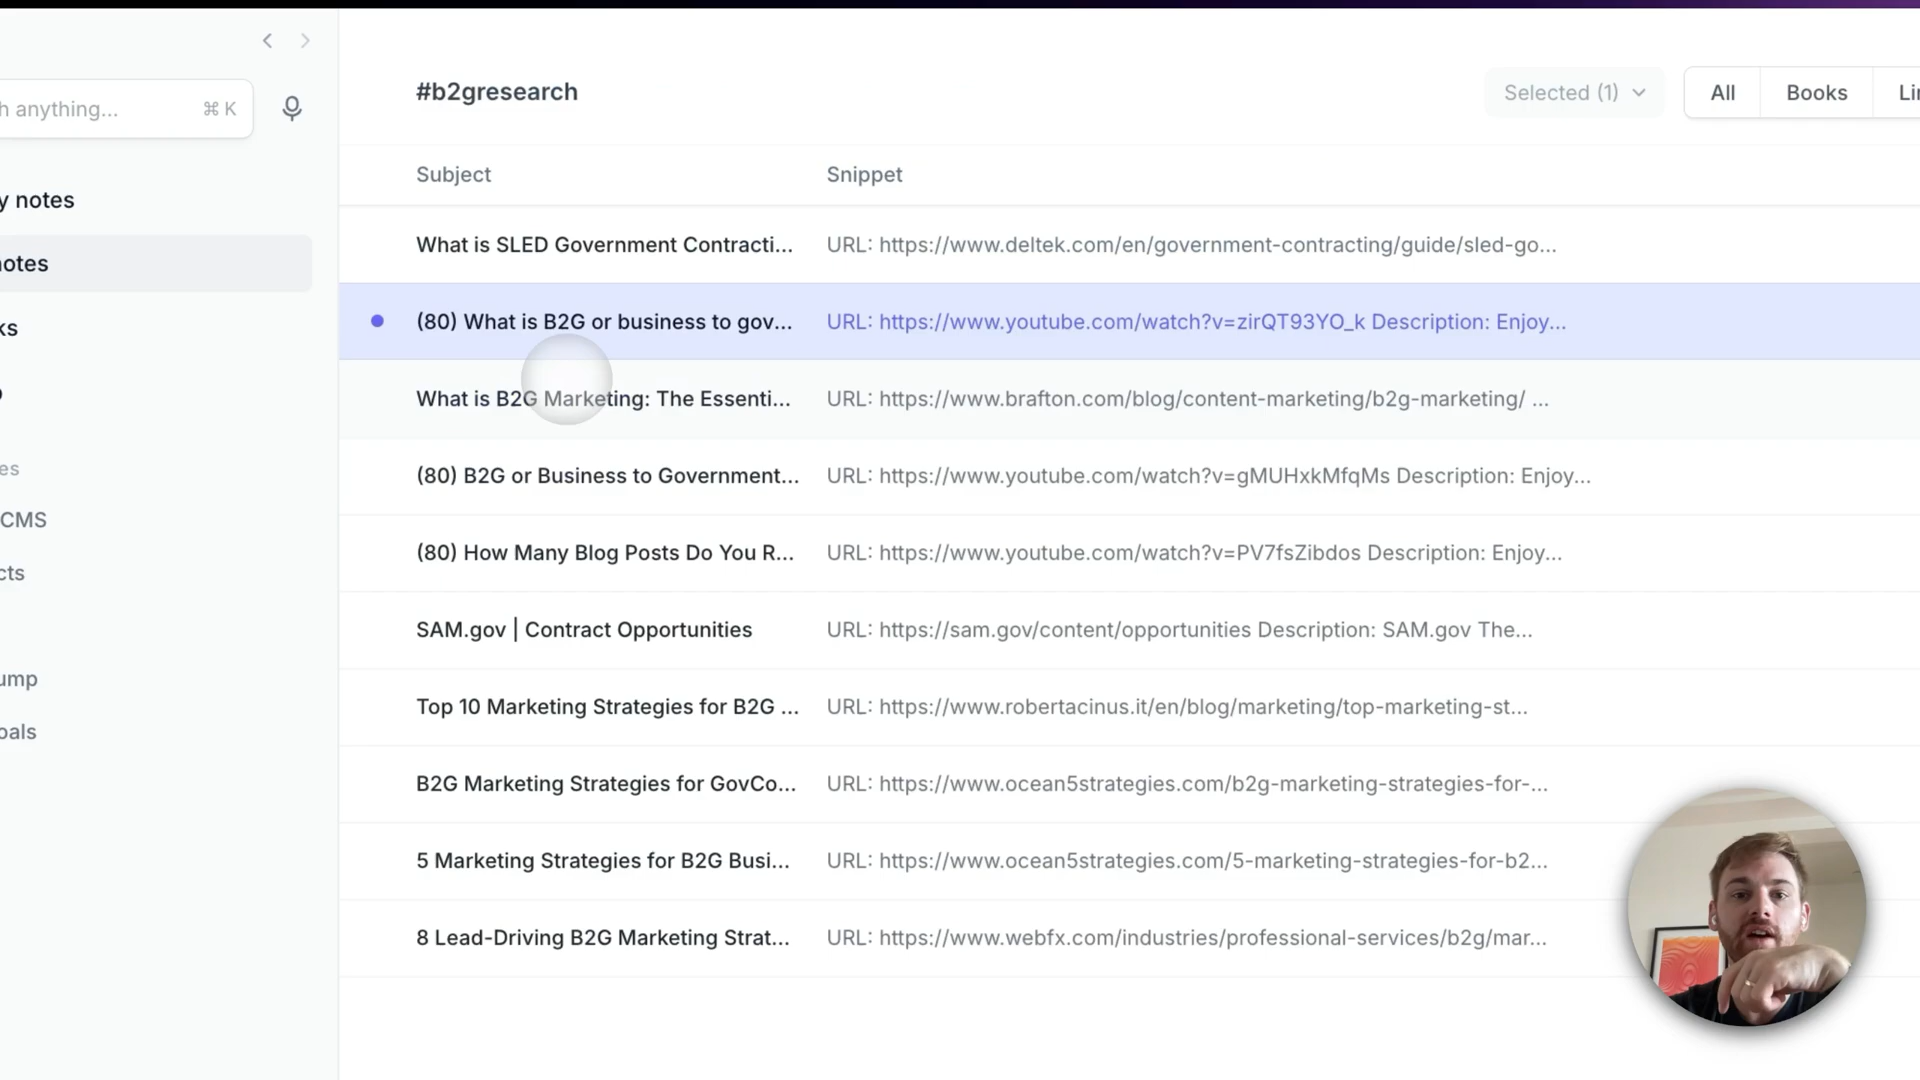 h anything... ⌘ K
y notes
notes
ks
es
CMS
cts
ump
oals
#b2gresearch
Selected (1)
All
Books
Lin
Subject
Snippet
What is SLED Government Contracti...
URL: https://www.deltek.com/en/government-contracting/guide/sled-go...
(80) What is B2G or business to gov...
URL: https://www.youtube.com/watch?v=zirQT93YO_k Description: Enjoy...
What is B2G Marketing: The Essenti...
URL: https://www.brafton.com/blog/content-marketing/b2g-marketing/ ...
(80) B2G or Business to Government...
URL: https://www.youtube.com/watch?v=gMUHxkMfqMs Description: Enjoy...
(80) How Many Blog Posts Do You R...
URL: https://www.youtube.com/watch?v=PV7fsZibdos Description: Enjoy...
SAM.gov | Contract Opportunities
URL: https://sam.gov/content/opportunities Description: SAM.gov The...
Top 10 Marketing Strategies for B2G ...
URL: https://www.robertacinus.it/en/blog/marketing/top-marketing-st...
B2G Marketing Strategies for GovCo...
URL: https://www.ocean5strategies.com/b2g-marketing-strategies-for-...
5 Marketing Strategies for B2G Busi...
URL: https://www.ocean5strategies.com/5-marketing-strategies-for-b2...
8 Lead-Driving B2G Marketing Strat...
URL: https://www.webfx.com/industries/professional-services/b2g/mar...